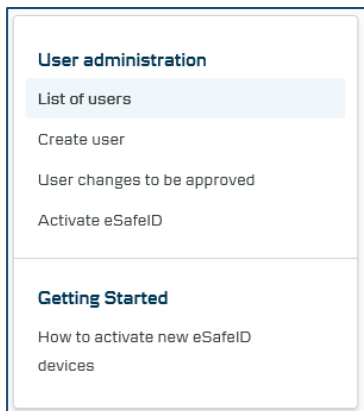 User administration
List of users
Create user
User changes to be approved
Activate eSafeID
Getting Started
How to activate new eSafeID
devices